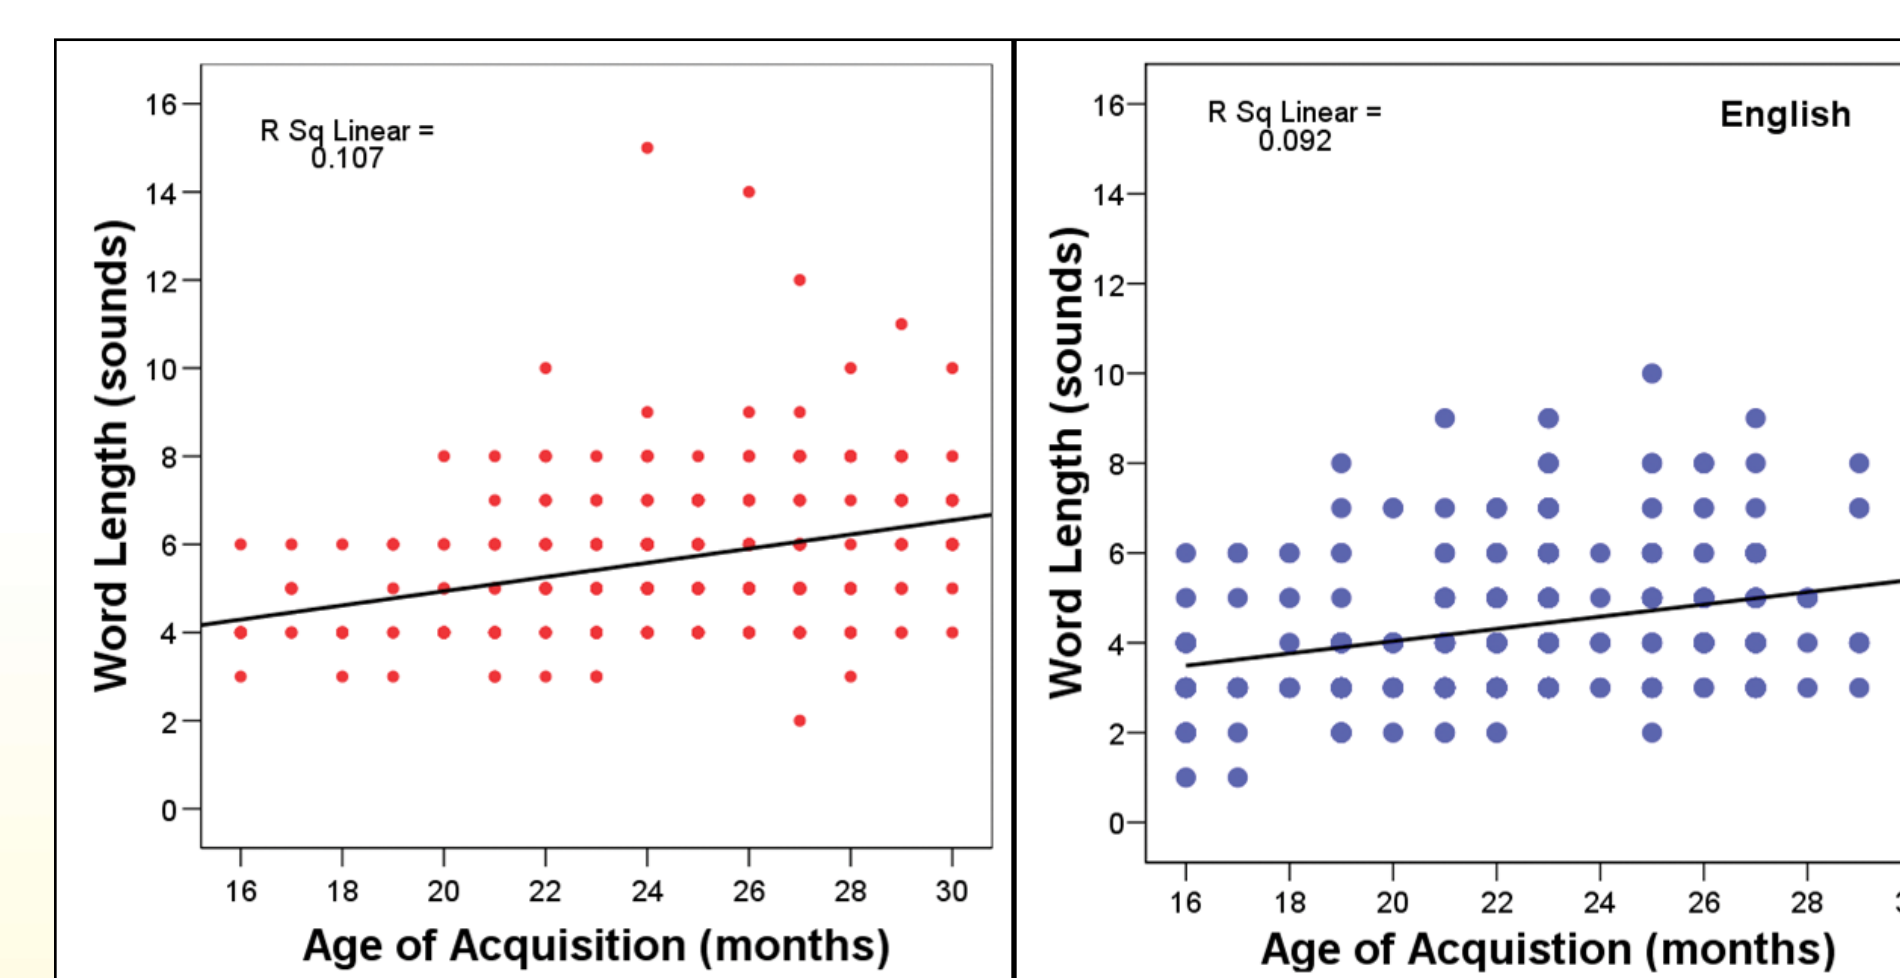 R Sq Linear =
0.107
16
14
12
10
8
6
4
2
0
Word Length (sounds)
16 18 20 22 24 26 28 30
Age of Acquisition (months)
R Sq Linear =
0.092
English
16
14
12
10
8
6
4
2
0
Word Length (sounds)
16 18 20 22 24 26 28
Age of Acquistion (months)